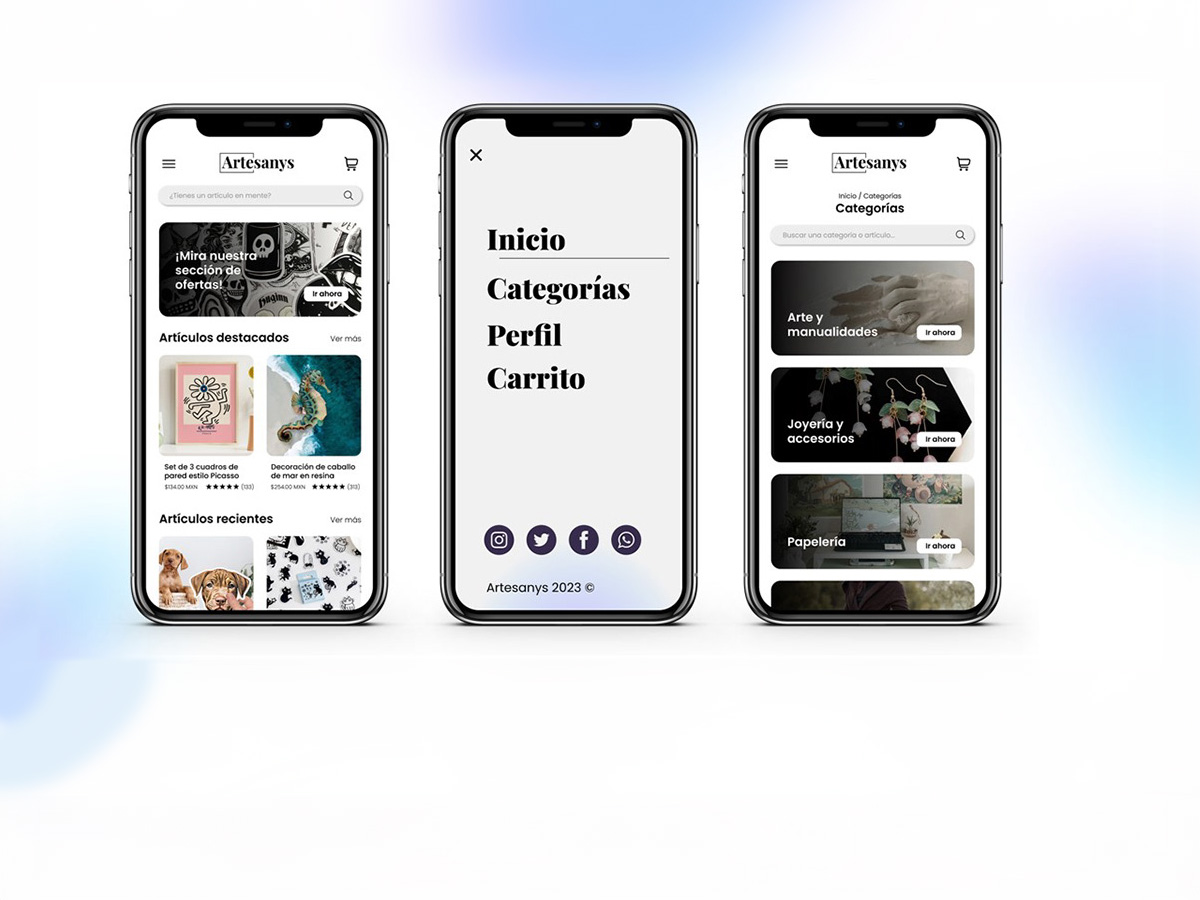 Artesanys
¿Tienes un articulo en mente?
¡Mira nuestra
sección de
ofertas!
Ir ahora
Huginn
Artículos destacados
Ver más
Set de 3 cuadros de
pared estilo Picasso
$134.00 MXN ★★★★★ (133)
Decoración de caballo
de mar en resina
$254.00 MXN ★★★★★ (313)
Artículos recientes
Ver más
Inicio
Categorías
Perfil
Carrito
Artesanys 2023 ©
Artesanys
Inicio / Categorías
Categorías
Buscar una categoría o artículo...
Arte y
manualidades
Ir ahora
Joyería y
accesorios
Ir ahora
Papelería
Ir ahora